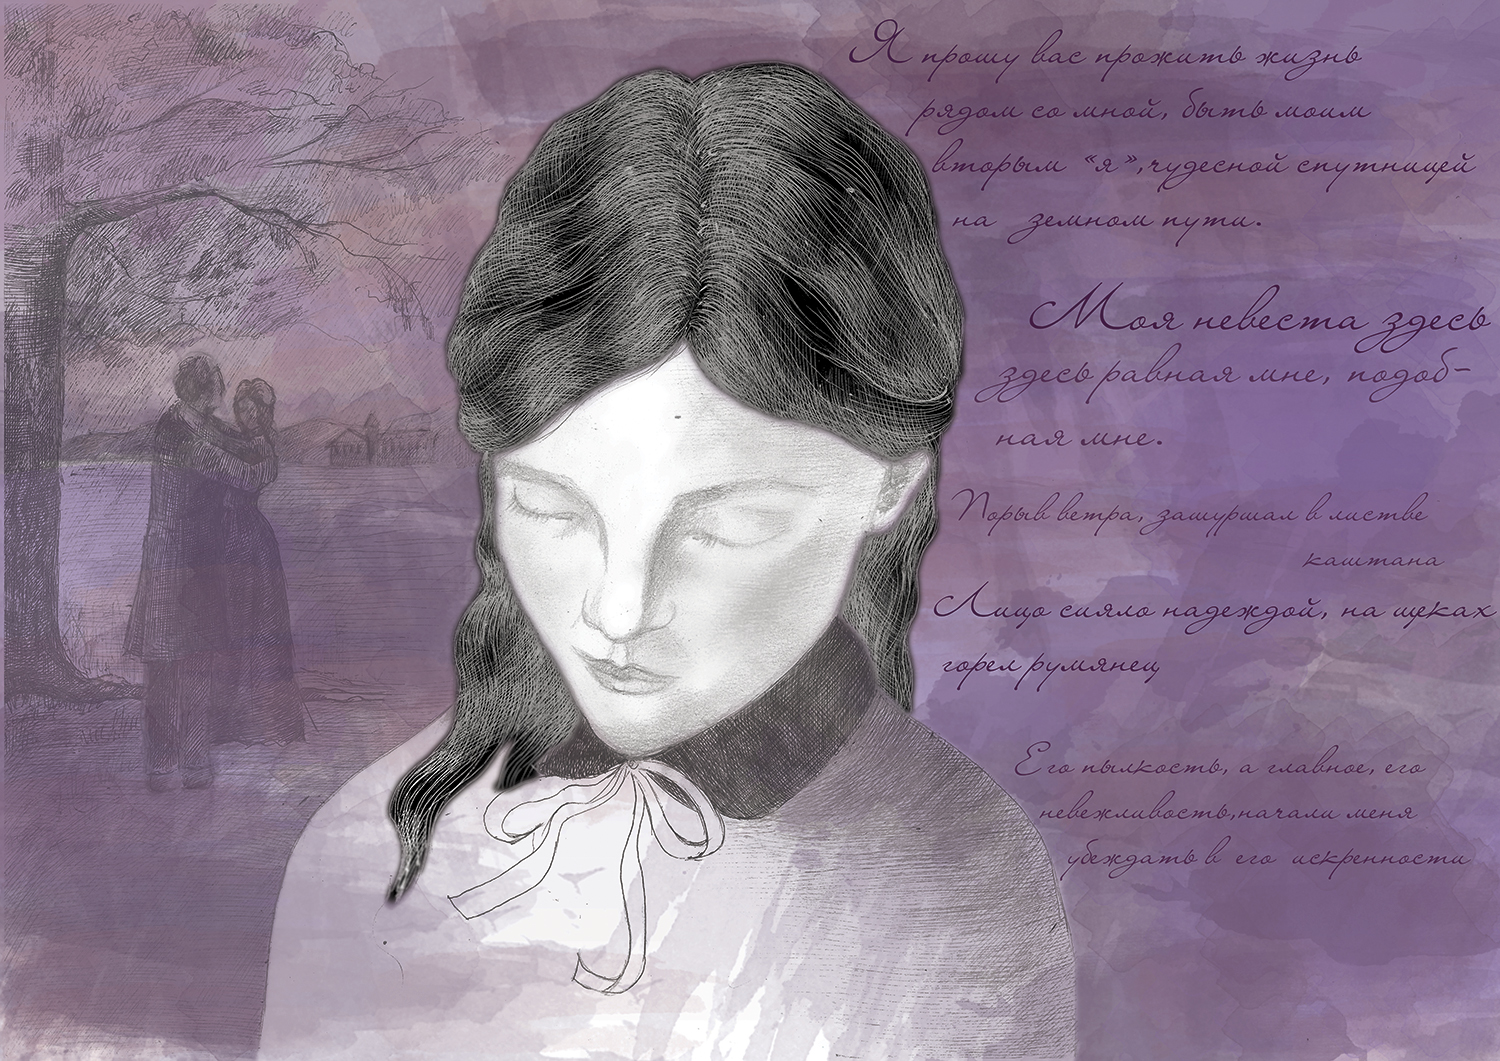 Я прошу вас прожить жизнь
рядом со мной, быть моим
вторым "я", чудесной спутницей
на земном пути.
Моя невеста здесь
здесь равная мне, подоб-
ная мне.
Порыв ветра, зашуршал в листве
каштана
Лицо сияло надеждой, на щеках
горел румянец
Его пылкость, а главное, его
невежливость, начали меня
убеждать в его искренности